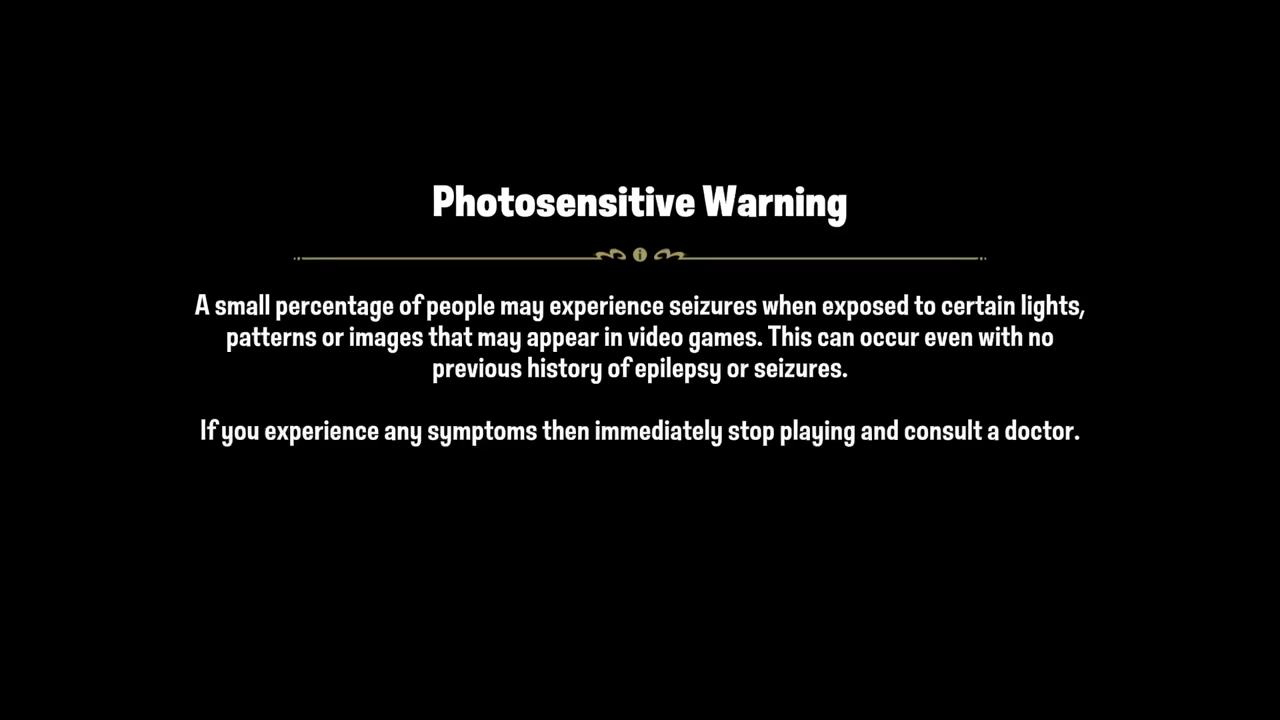 Photosensitive Warning
A small percentage of people may experience seizures when exposed to certain lights,
patterns or images that may appear in video games. This can occur even with no
previous history of epilepsy or seizures.
If you experience any symptoms then immediately stop playing and consult a doctor.